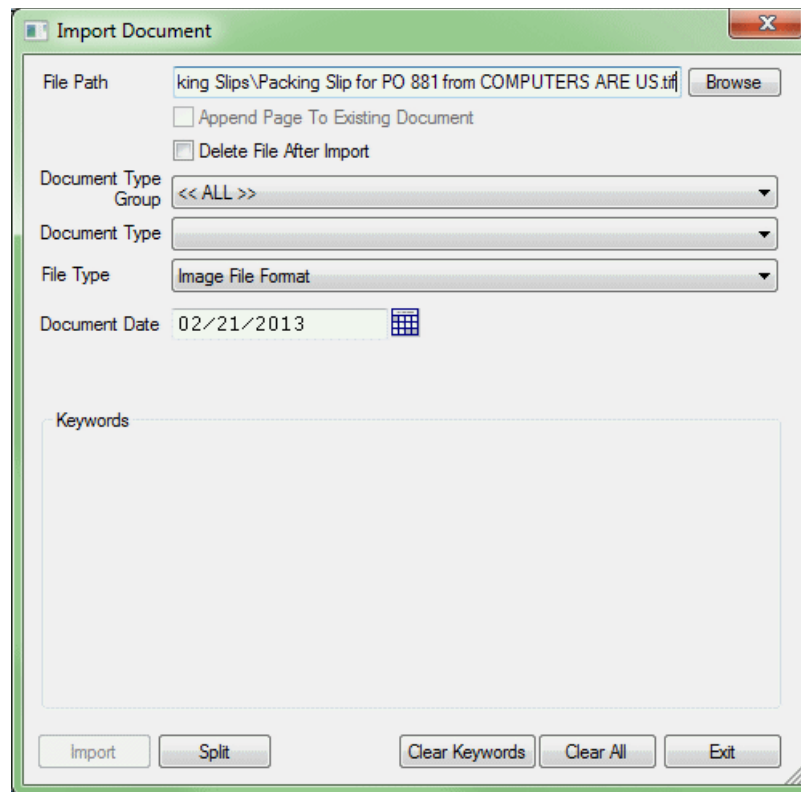 Import Document
File Path king Slips\Packing Slip for PO 881 from COMPUTERS ARE US.tif Browse
Append Page To Existing Document
Delete File After Import
Document Type
Group << ALL >>
Document Type
File Type Image File Format
Document Date 02/21/2013
Keywords
Import Split Clear Keywords Clear All Exit